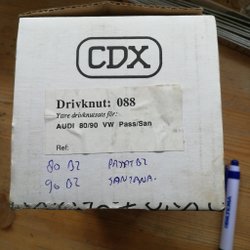 CDX
Drivknut: 088
Yttre drivknutsats för:
AUDI 80/90 VW Pass/San
Ref:
80 B2 PASSAT B2
90 B2 SANTANA.